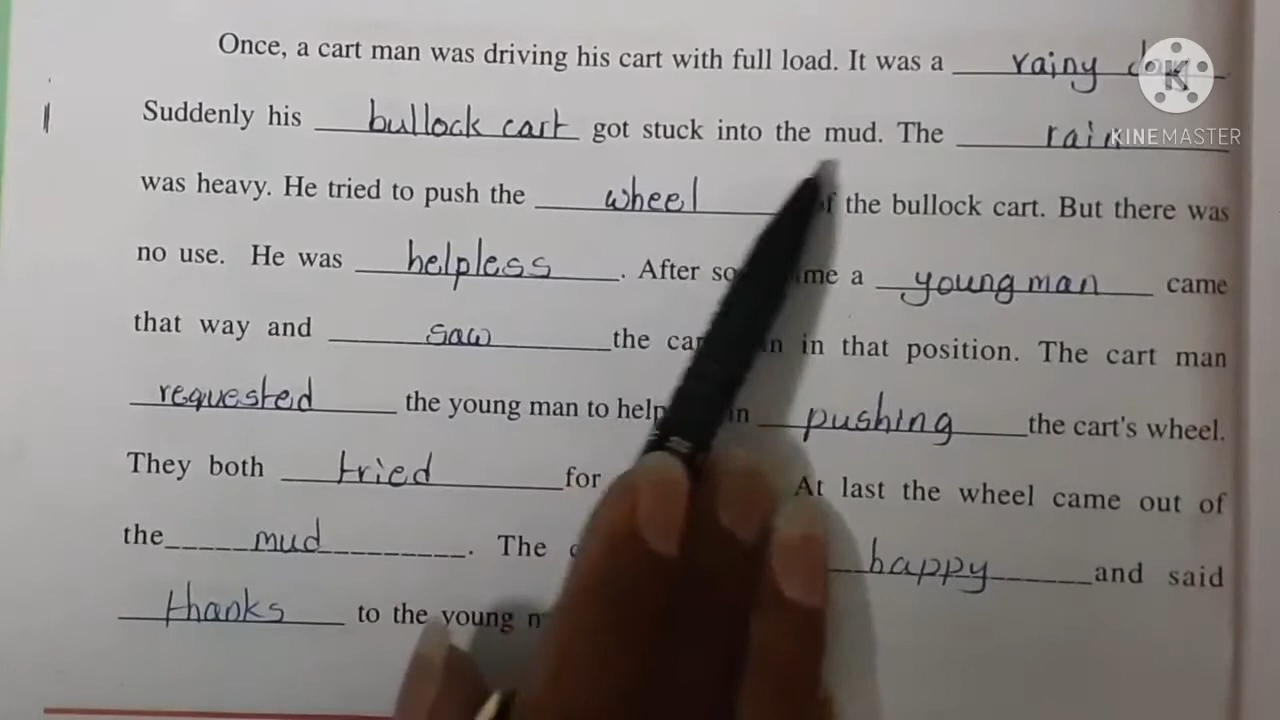 Once, a cart man was driving his cart with full load. It was a rainy
Suddenly his bullock cart got stuck into the mud. The rain
KINEMASTER
was heavy. He tried to push the wheel of the bullock cart. But there was
no use. He was helpless. After a young man came
that way and saw the in that position. The cart man
requested the young man to help in pushing the cart's wheel.
They both tried for At last the wheel came out of
the mud. The happy and said
thanks to the young